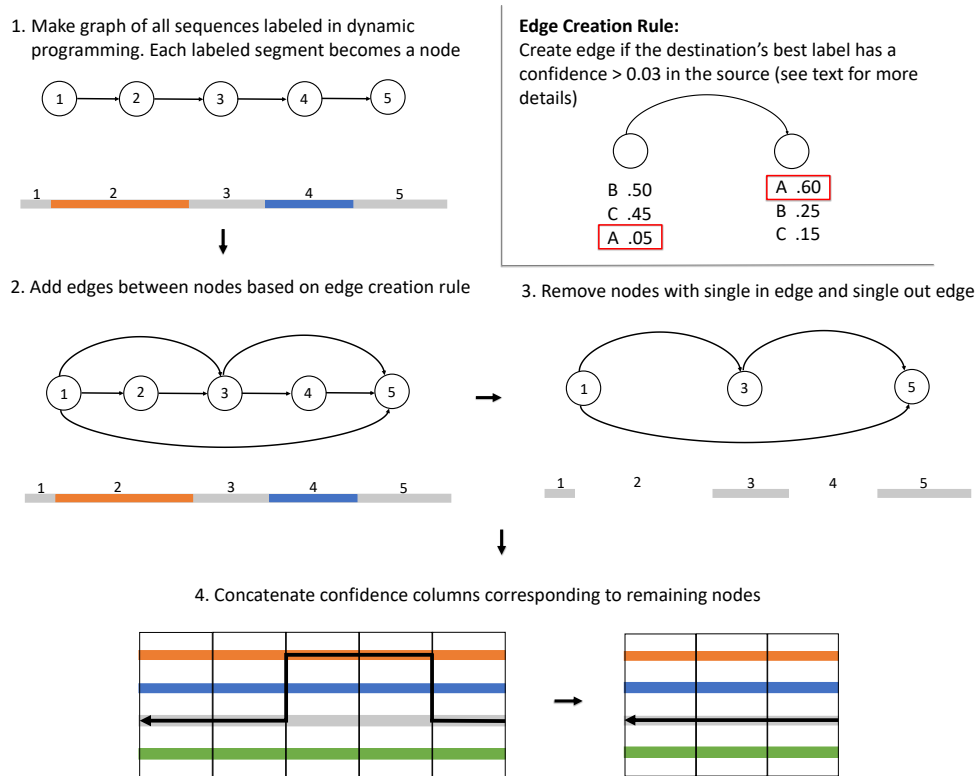 1. Make graph of all sequences labeled in dynamic
programming. Each labeled segment becomes a node
1 2 3 4 5
1 2 3 4 5
Edge Creation Rule:
Create edge if the destination's best label has a
confidence > 0.03 in the source (see text for more
details)
B .50
C .45
A .05
A .60
B .25
C .15
2. Add edges between nodes based on edge creation rule
1 2 3 4 5
1 2 3 4 5
3. Remove nodes with single in edge and single out edge
1 3 5
1 2 3 4 5
4. Concatenate confidence columns corresponding to remaining nodes